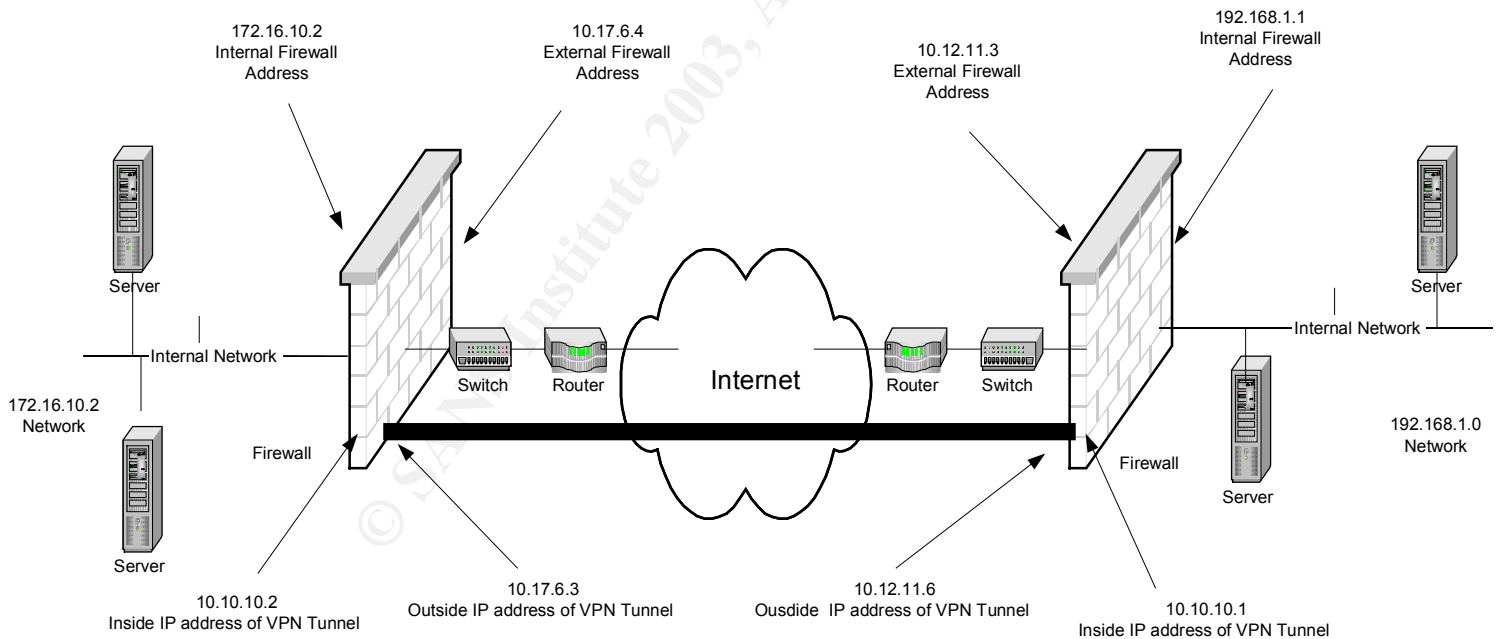 172.16.10.2
Internal Firewall
Address
10.17.6.4
External Firewall
Address
10.12.11.3
External Firewall
Address
192.168.1.1
Internal Firewall
Address
Server
Internal Network
172.16.10.2
Network
Server
Firewall
Switch
Router
Internet
Router
Switch
Firewall
Server
Internal Network
Server
192.168.1.0
Network
10.10.10.2
Inside IP address of VPN Tunnel
10.17.6.3
Outside IP address of VPN Tunnel
10.12.11.6
Ousdide IP address of VPN Tunnel
10.10.10.1
Inside IP address of VPN Tunnel
© SANS Institute 2003, A